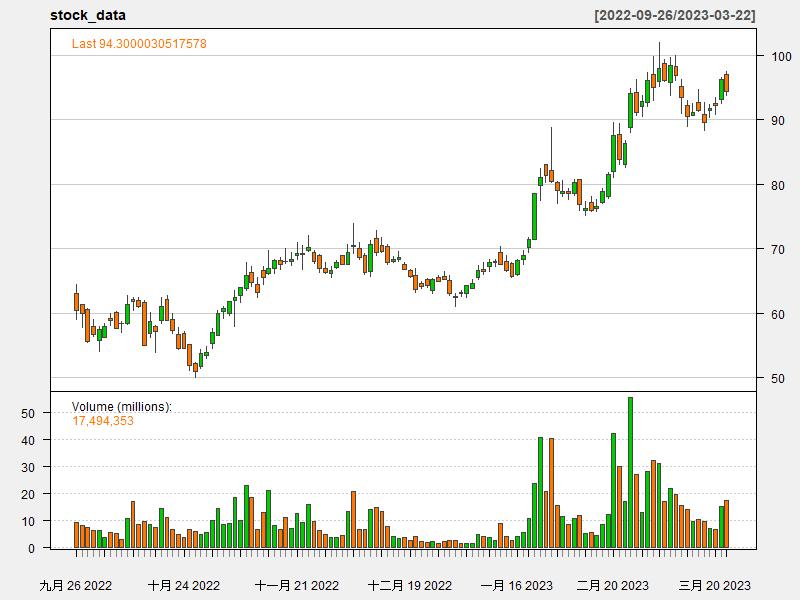 stock_data
[2022-09-26/2023-03-22]
Last 94.3000030517578
100
90
80
70
60
50
Volume (millions):
17,494,353
50
40
30
20
10
0
九月 26 2022
十月 24 2022
十一月 21 2022
十二月 19 2022
一月 16 2023
二月 20 2023
三月 20 2023